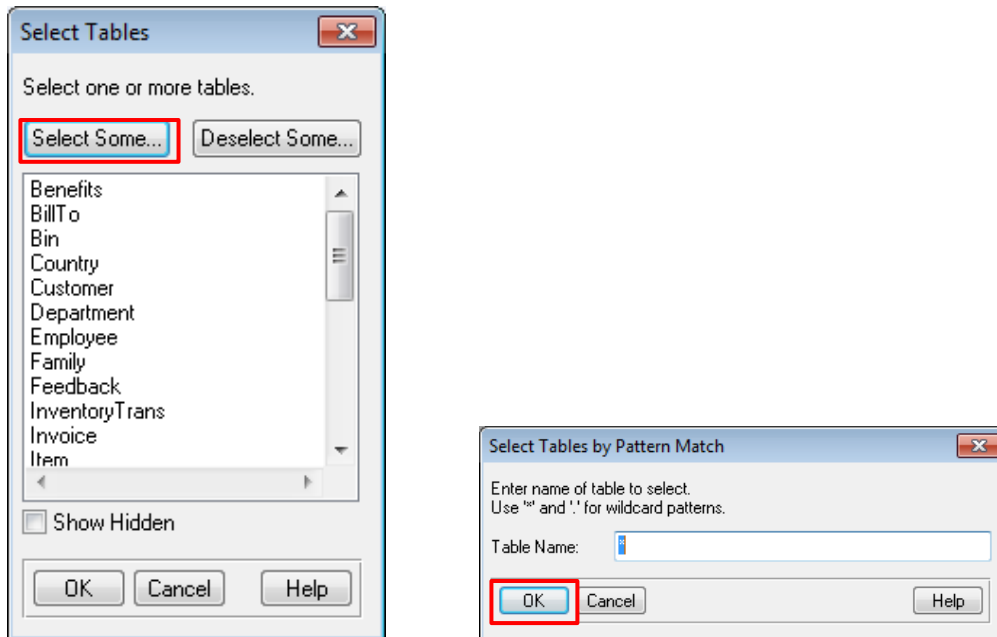 Select Tables
Select one or more tables.
Select Some... Deselect Some...
Benefits
BillTo
Bin
Country
Customer
Department
Employee
Family
Feedback
InventoryTrans
Invoice
Item
Show Hidden
OK Cancel Help
Select Tables by Pattern Match
Enter name of table to select.
Use '*' and '.' for wildcard patterns.
Table Name: *
OK Cancel Help